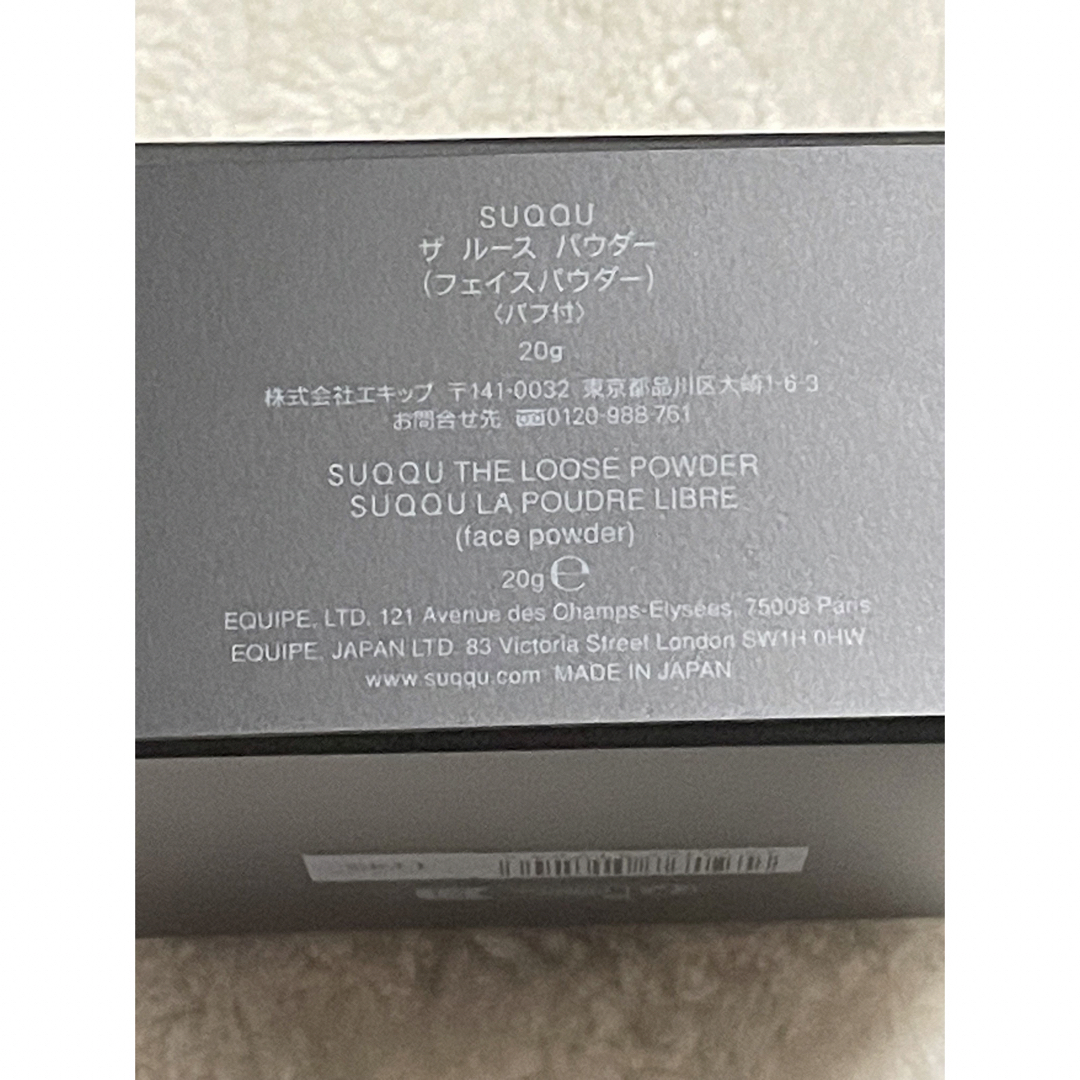 SUQQU
ザ ルース パウダー
(フェイスパウダー)
〈パフ付〉
20g
株式会社エキップ 〒141-0032 東京都品川区大崎1-6-3
お問合せ先 0120-988-761
SUQQU THE LOOSE POWDER
SUQQU LA POUDRE LIBRE
(face powder)
20g ℮
EQUIPE, LTD. 121 Avenue des Champs-Elysées, 75008 Paris
EQUIPE, JAPAN LTD. 83 Victoria Street London SW1H 0HW
www.suqqu.com MADE IN JAPAN